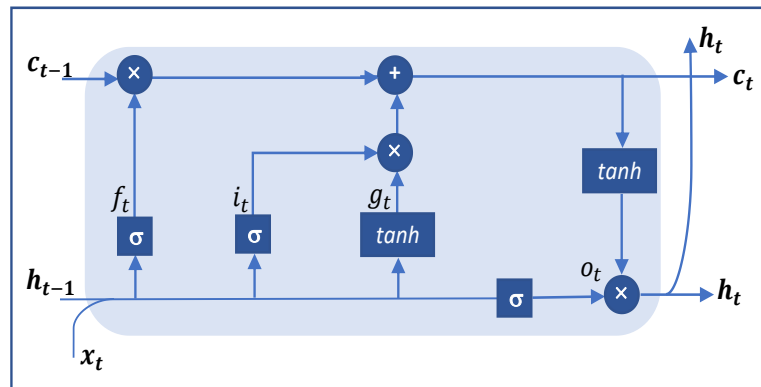 h_t
c_{t-1} × + c_t
×
tanh
f_t i_t g_t
σ σ tanh
h_{t-1} o_t
σ × h_t
x_t